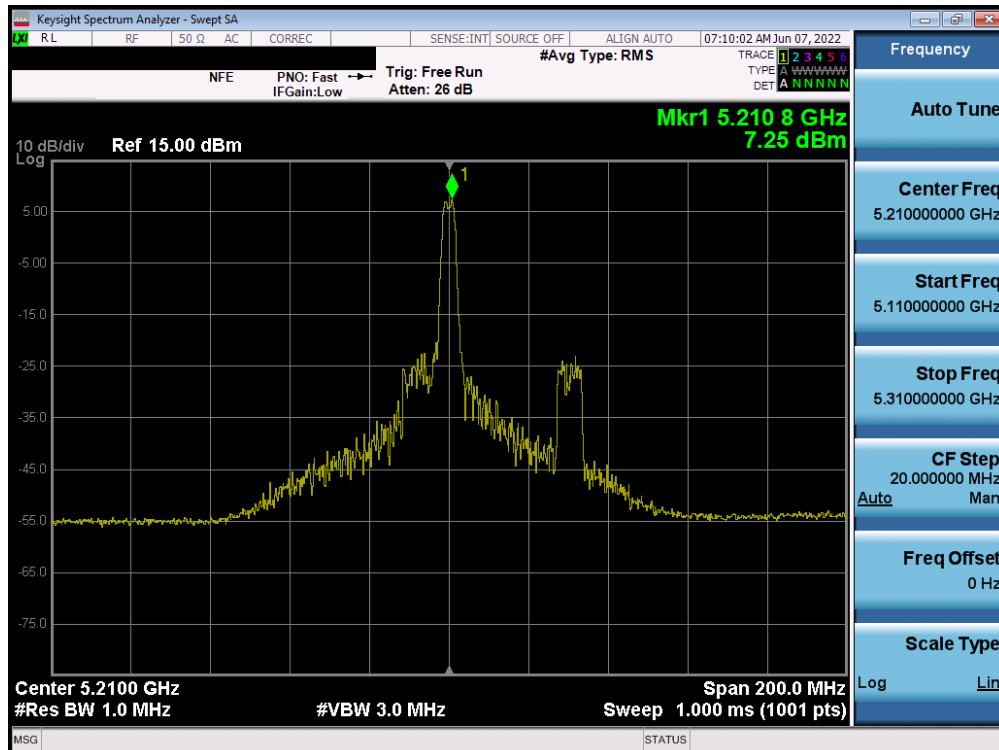 Keysight Spectrum Analyzer - Swept SA
LXI RL RF 50 Ω AC CORREC SENSE:INT SOURCE OFF ALIGN AUTO 07:10:02 AM Jun 07, 2022
#Avg Type: RMS TRACE 1 2 3 4 5 6
NFE PNO: Fast Trig: Free Run TYPE A WWWWW
IFGain:Low Atten: 26 dB DET A N N N N N
Mkr1 5.210 8 GHz
7.25 dBm
10 dB/div Ref 15.00 dBm
Log
1
5.00
-5.00
-15.0
-25.0
-35.0
-45.0
-55.0
-65.0
-75.0
Center 5.2100 GHz Span 200.0 MHz
#Res BW 1.0 MHz #VBW 3.0 MHz Sweep 1.000 ms (1001 pts)
MSG STATUS
Frequency
Auto Tune
Center Freq
5.210000000 GHz
Start Freq
5.110000000 GHz
Stop Freq
5.310000000 GHz
CF Step
20.000000 MHz
Auto Man
Freq Offset
0 Hz
Scale Type
Log Lin